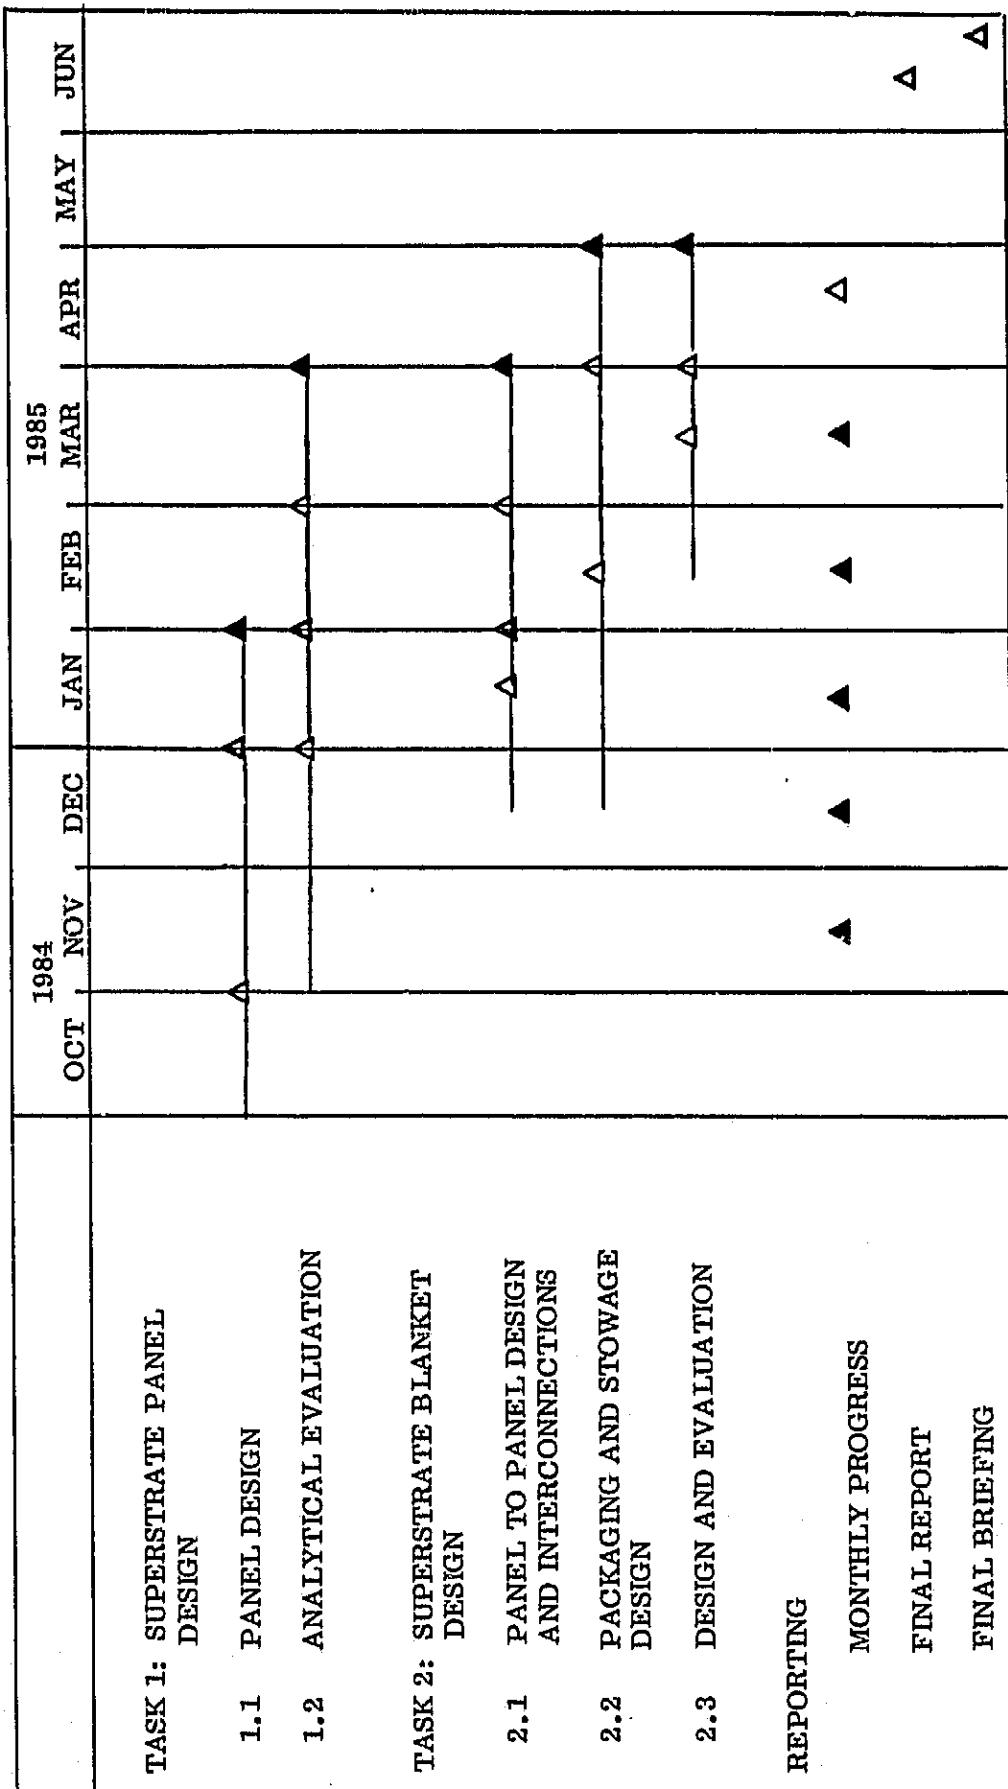 1984
1985
OCT NOV DEC JAN FEB MAR APR MAY JUN
TASK 1: SUPERSTRATE PANEL
DESIGN
1.1 PANEL DESIGN
1.2 ANALYTICAL EVALUATION
TASK 2: SUPERSTRATE BLANKET
DESIGN
2.1 PANEL TO PANEL DESIGN
AND INTERCONNECTIONS
2.2 PACKAGING AND STOWAGE
DESIGN
2.3 DESIGN AND EVALUATION
REPORTING
MONTHLY PROGRESS
FINAL REPORT
FINAL BRIEFING